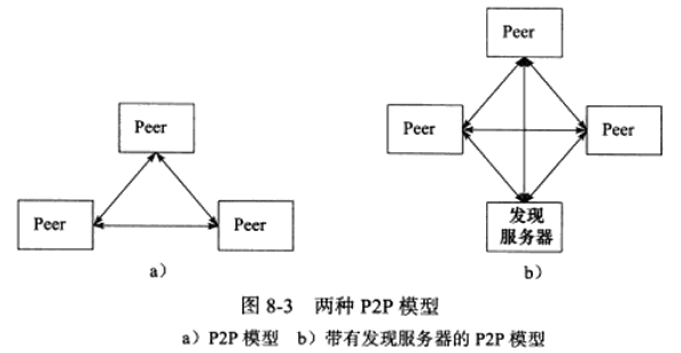 Peer
Peer
Peer
a）
Peer
Peer
Peer
发现
服务器
b）
图 8-3 两种 P2P 模型
a）P2P 模型 b）带有发现服务器的 P2P 模型